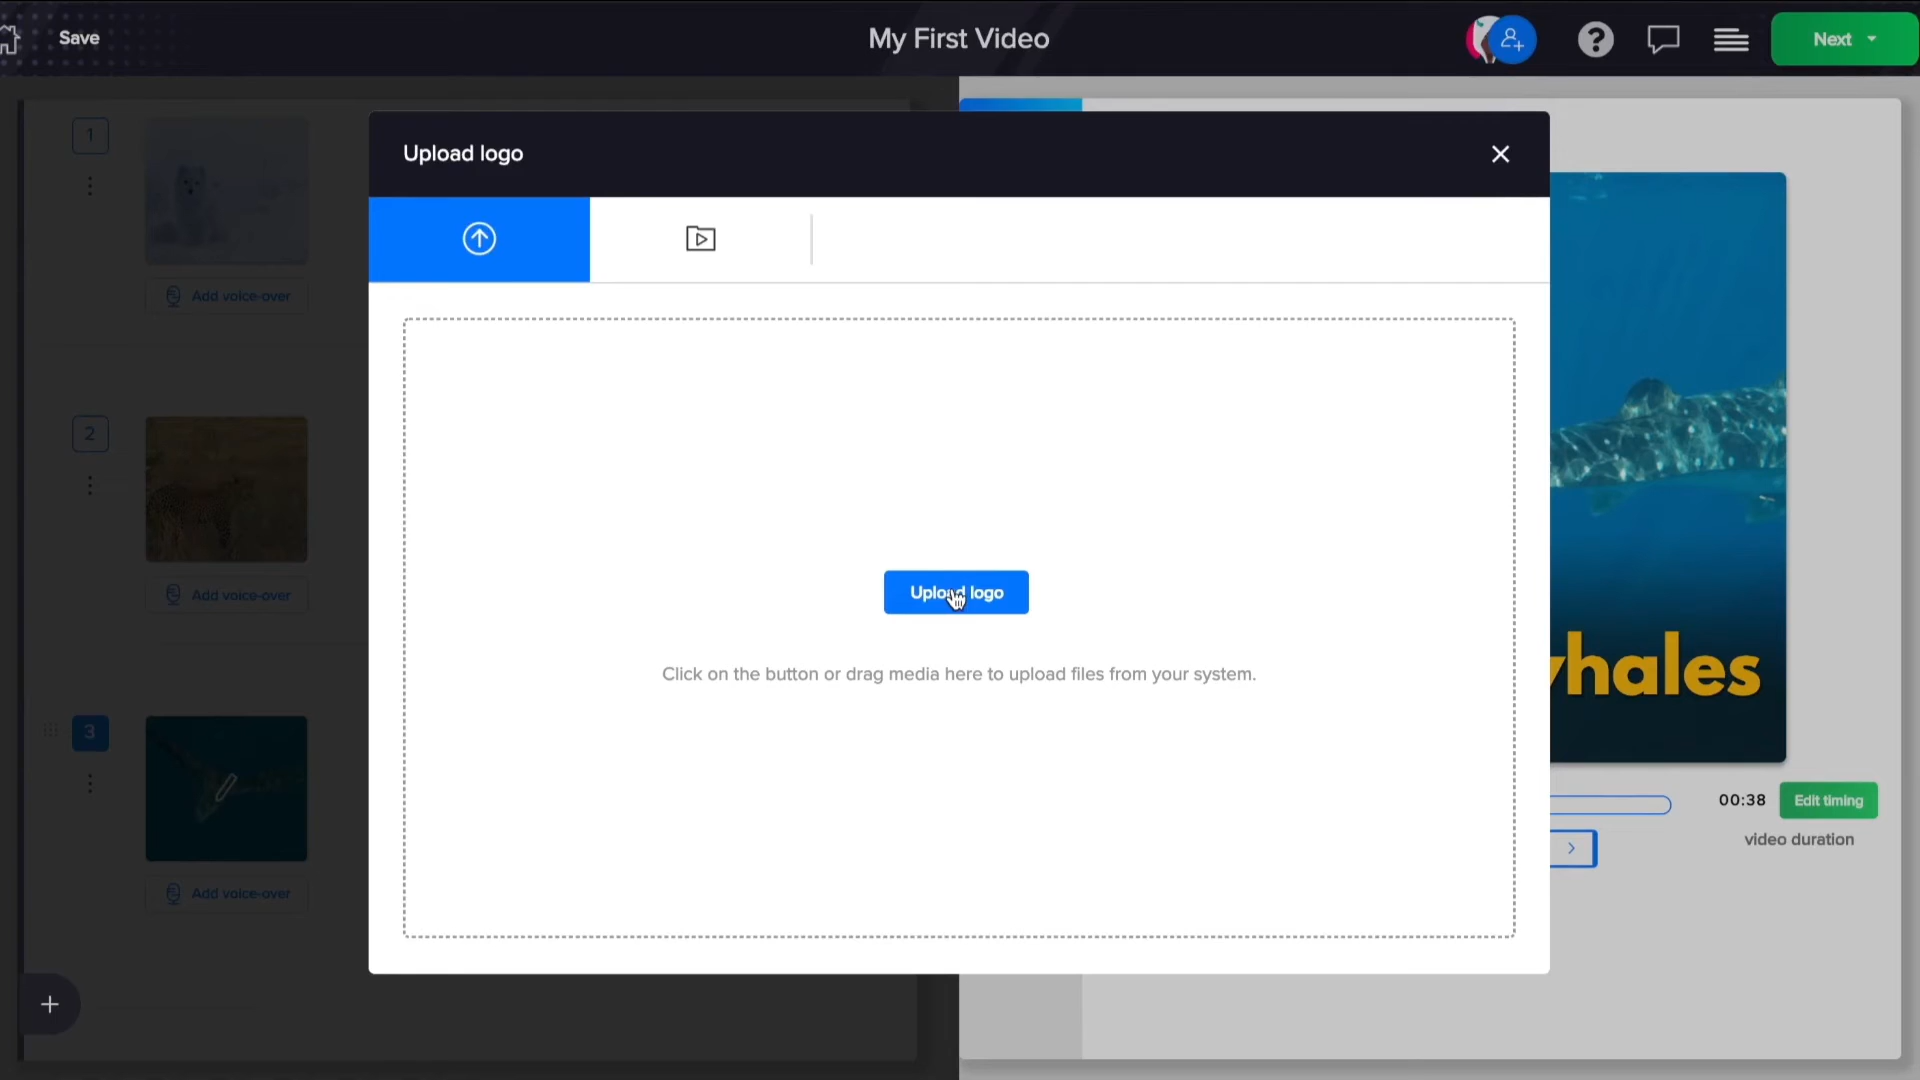 Save
My First Video
Next
Upload logo
1
Add voice-over
2
Add voice-over
3
Add voice-over
Upload logo
Click on the button or drag media here to upload files from your system.
whales
00:38
Edit timing
video duration